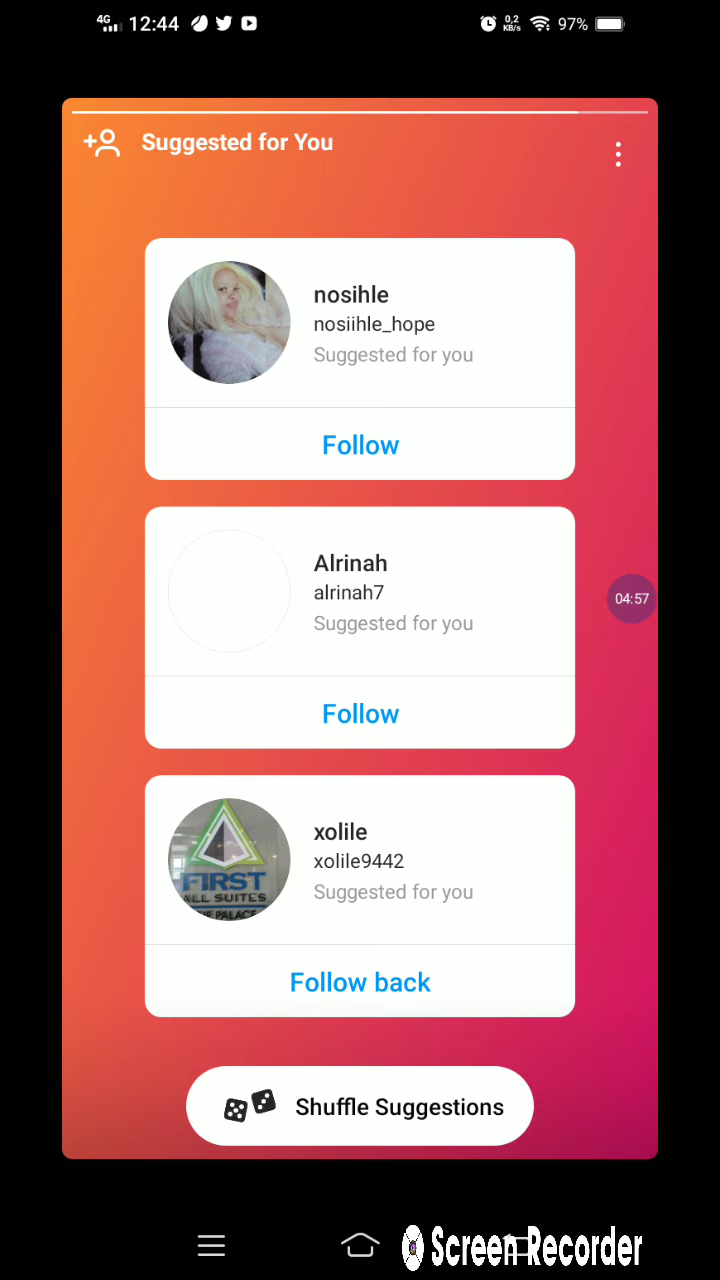 4G 12:44 0,2 KB/s 97%
Suggested for You
nosihle
nosiihle_hope
Suggested for you
Follow
Alrinah
alrinah7
Suggested for you
04:57
Follow
FIRST
ALL SUITES
PALACE
xolile
xolile9442
Suggested for you
Follow back
Shuffle Suggestions
Screen Recorder